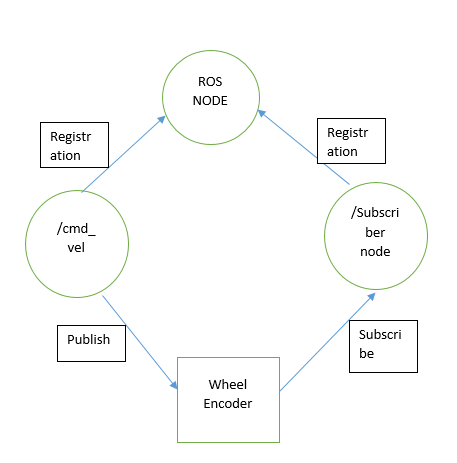 ROS
NODE
Registr
ation
Registr
ation
/cmd_
vel
/Subscri
ber
node
Publish
Subscri
be
Wheel
Encoder